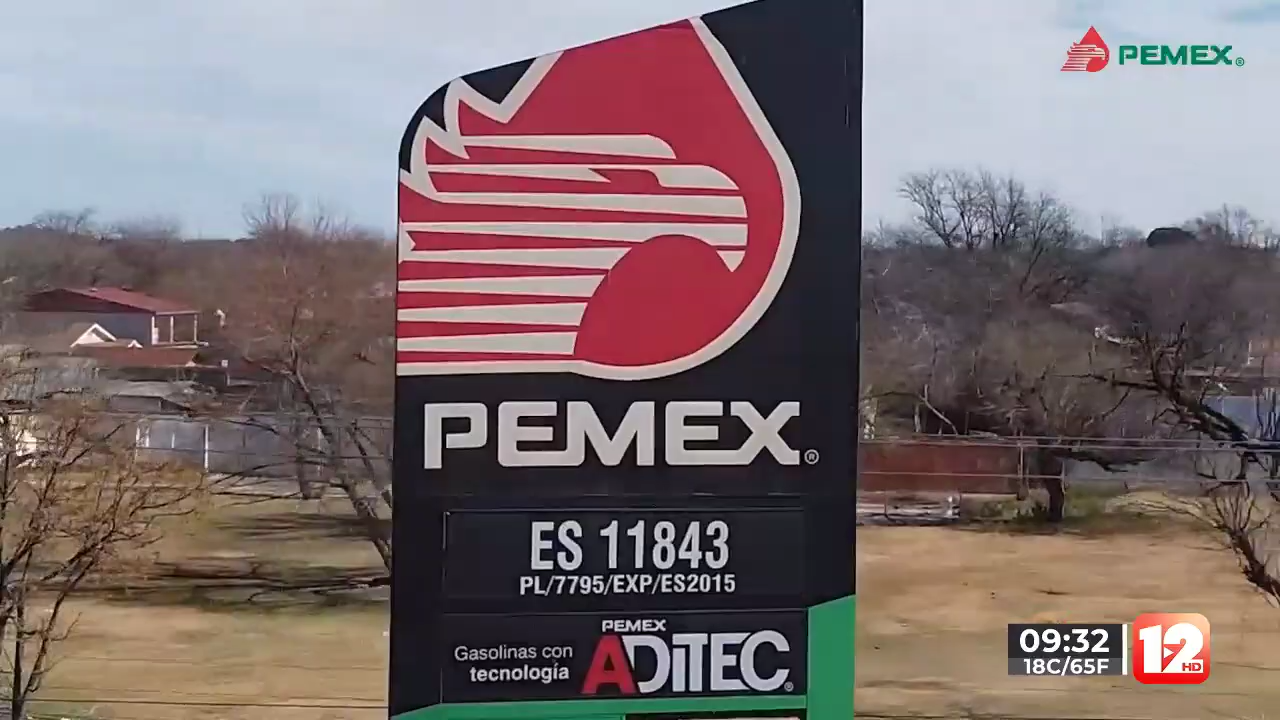 PEMEX®
PEMEX®
ES 11843
PL/7795/EXP/ES2015
Gasolinas con
tecnología
PEMEX
ADiTEC®
09:32
18C/65F
12
HD